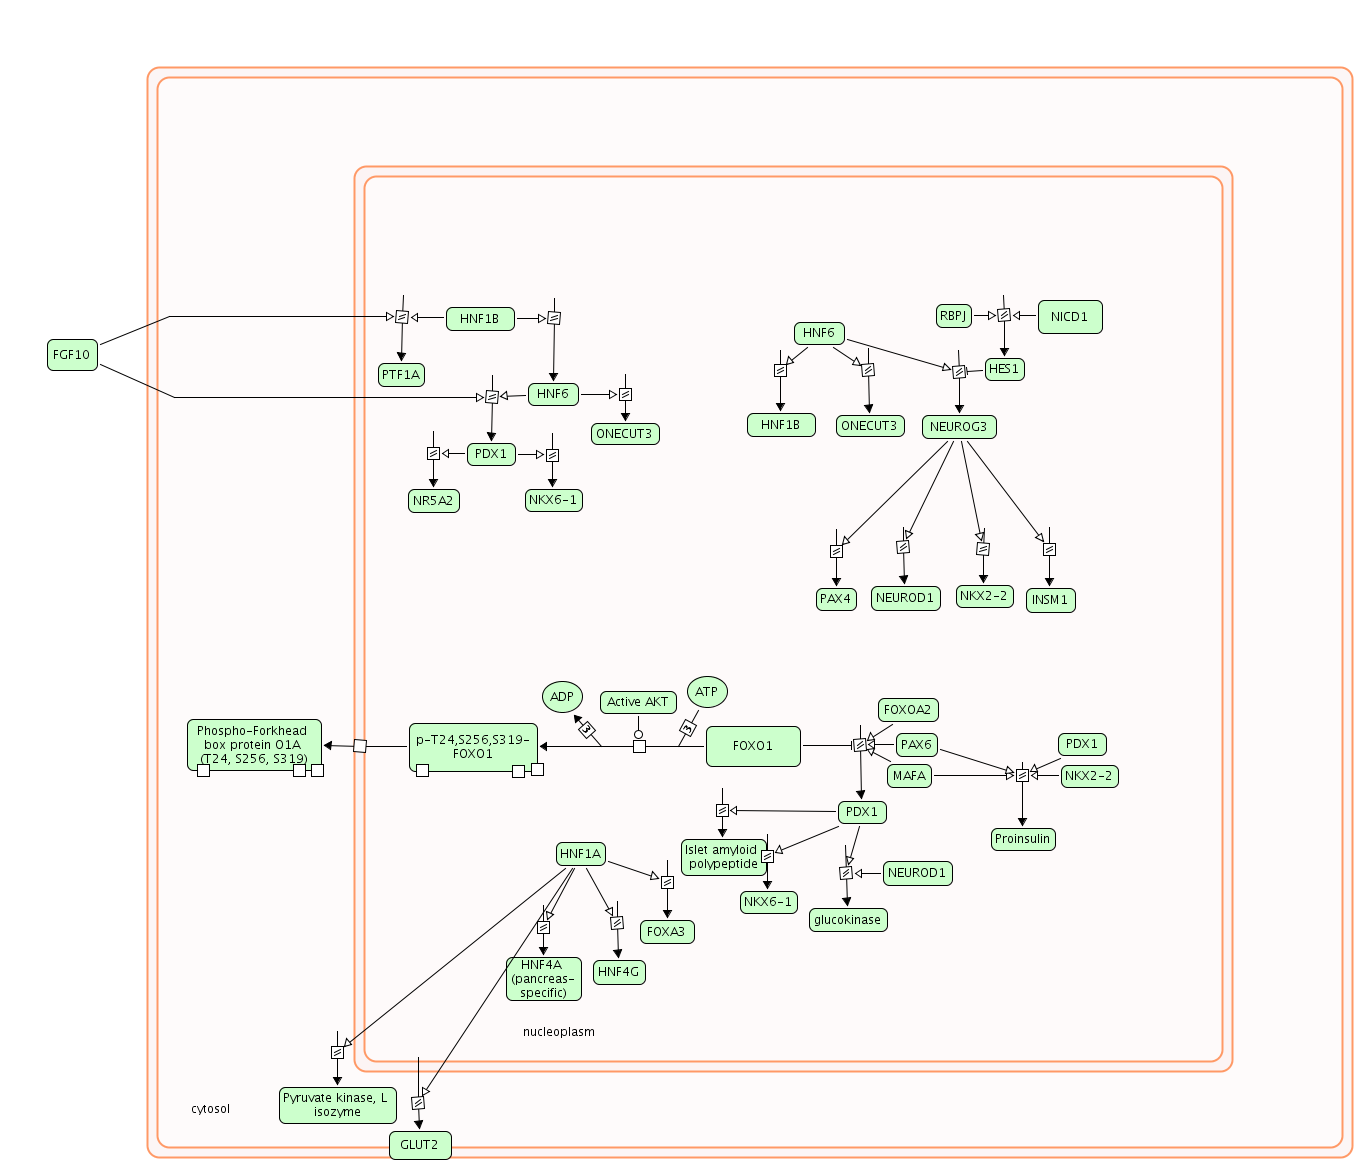 HNF1B
RBPJ
NICD1
HNF6
FGF10
PTF1A
HES1
HNF6
ONECUT3
HNF1B
ONECUT3
NEUROG3
PDX1
NR5A2
NKX6-1
PAX4
NEUROD1
NKX2-2
INSM1
ADP
Active AKT
ATP
3
3
Phospho-Forkhead
box protein O1A
(T24, S256, S319)
p-T24,S256,S319-
FOXO1
FOXO1
FOXOA2
PAX6
MAFA
PDX1
NKX2-2
PDX1
Proinsulin
Islet amyloid
polypeptide
HNF1A
NEUROD1
NKX6-1
glucokinase
FOXA3
HNF4A
(pancreas-
specific)
HNF4G
nucleoplasm
Pyruvate kinase, L
isozyme
cytosol
GLUT2